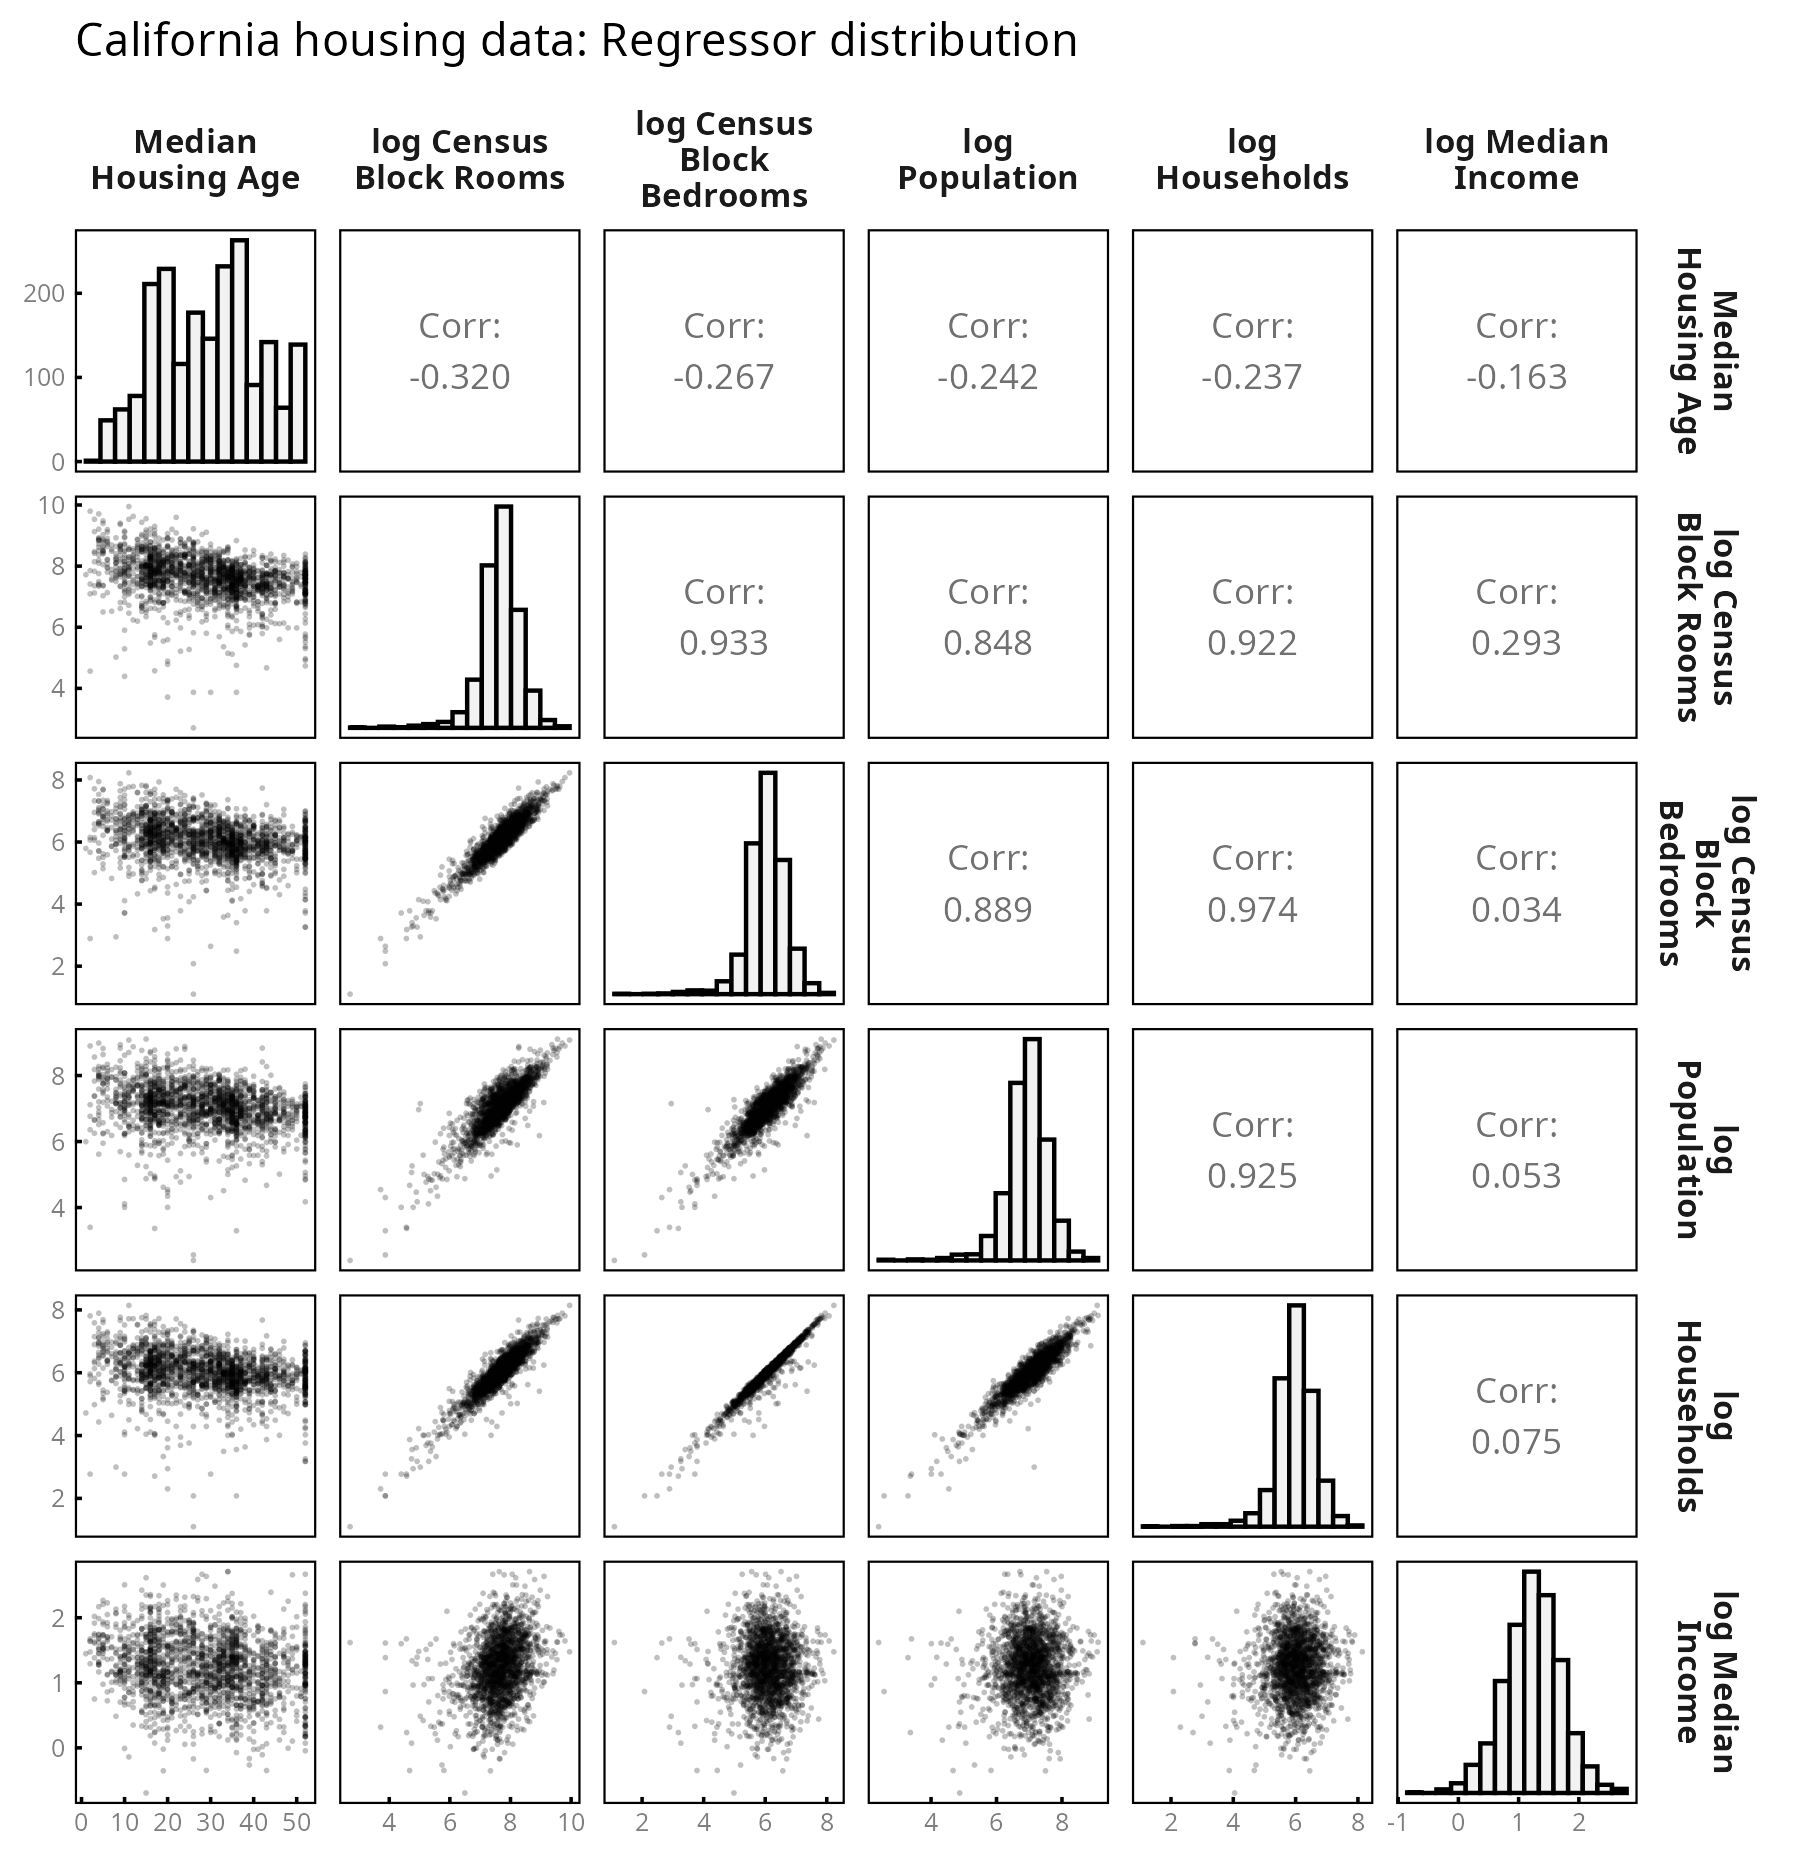 California housing data: Regressor distribution
Median
Housing Age
log Census
Block Rooms
log Census
Block
Bedrooms
log
Population
log
Households
log Median
Income
200
100
0
Corr:
-0.320
Corr:
-0.267
Corr:
-0.242
Corr:
-0.237
Corr:
-0.163
Median
Housing Age
10
8
6
4
Corr:
0.933
Corr:
0.848
Corr:
0.922
Corr:
0.293
log Census
Block Rooms
8
6
4
2
Corr:
0.889
Corr:
0.974
Corr:
0.034
log Census
Block
Bedrooms
8
6
4
Corr:
0.925
Corr:
0.053
log
Population
8
6
4
2
Corr:
0.075
log
Households
2
1
0
log Median
Income
0 10 20 30 40 50
4 6 8 10
2 4 6 8
4 6 8
2 4 6 8
-1 0 1 2